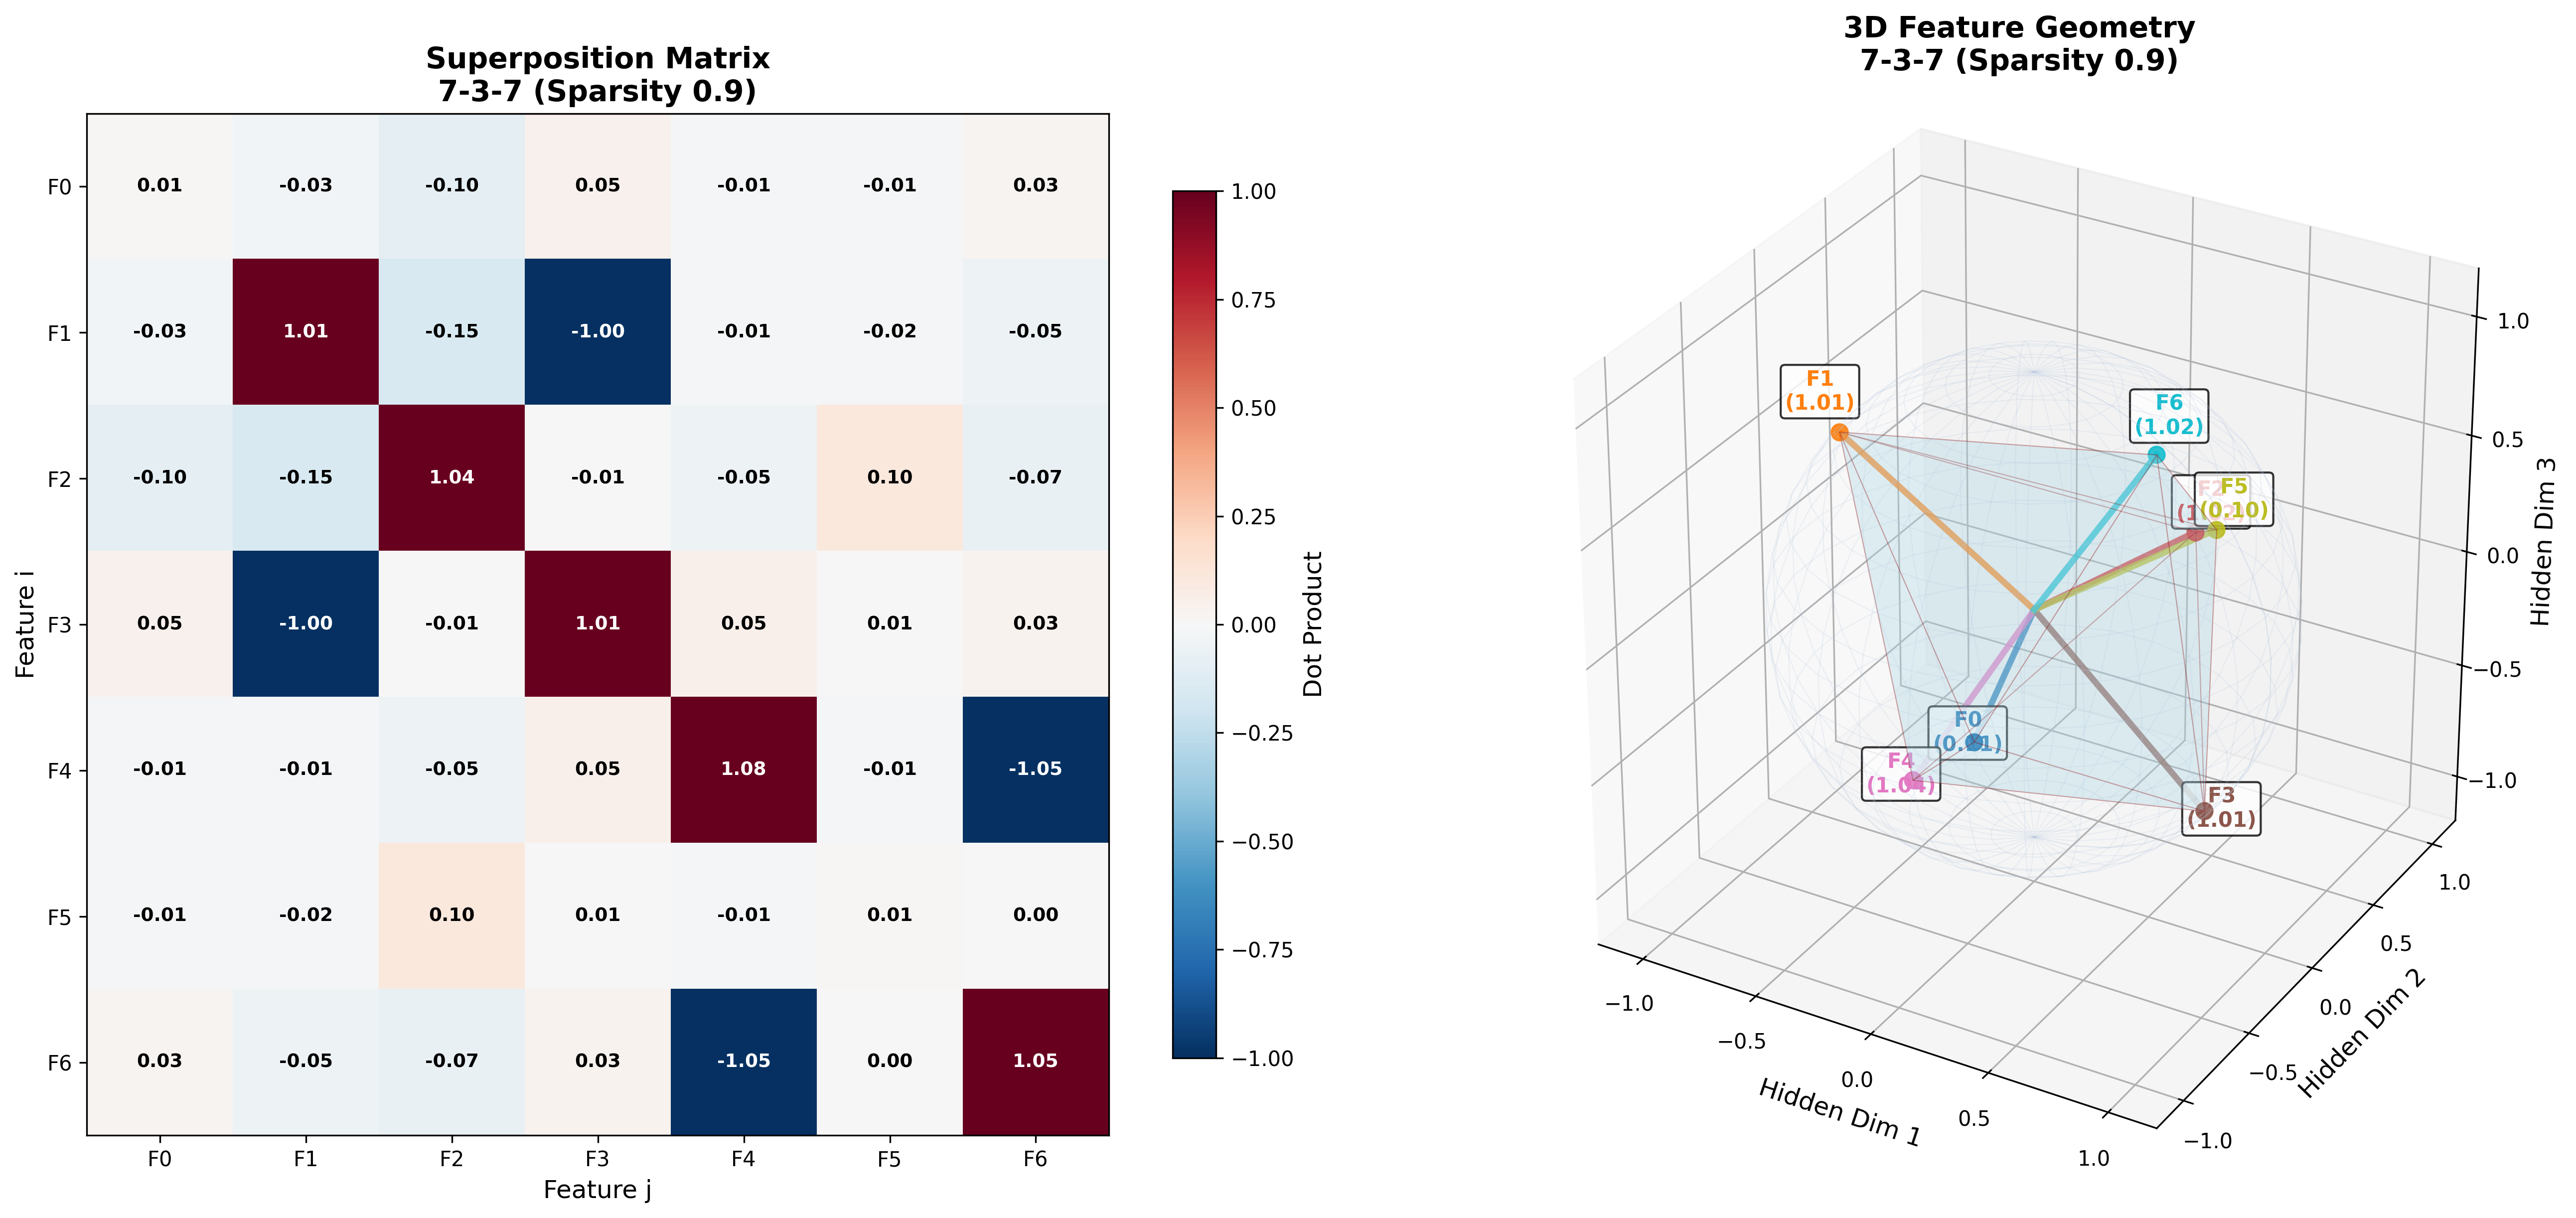 Superposition Matrix
7-3-7 (Sparsity 0.9)
F0 0.01 -0.03 -0.10 0.05 -0.01 -0.01 0.03
F1 -0.03 1.01 -0.15 -1.00 -0.01 -0.02 -0.05
F2 -0.10 -0.15 1.04 -0.01 -0.05 0.10 -0.07
F3 0.05 -1.00 -0.01 1.01 0.05 0.01 0.03
F4 -0.01 -0.01 -0.05 0.05 1.08 -0.01 -1.05
F5 -0.01 -0.02 0.10 0.01 -0.01 0.01 0.00
F6 0.03 -0.05 -0.07 0.03 -1.05 0.00 1.05
F0 F1 F2 F3 F4 F5 F6
Feature j
Feature i
1.00
0.75
0.50
0.25
0.00
−0.25
−0.50
−0.75
−1.00
Dot Product
3D Feature Geometry
7-3-7 (Sparsity 0.9)
F1
(1.01)
F6
(1.02)
F2
F5
(0.10)
F0
F4
(1.04)
F3
(1.01)
1.0
0.5
0.0
−0.5
−1.0
Hidden Dim 3
−1.0
−0.5
0.0
0.5
1.0
Hidden Dim 1
1.0
0.5
0.0
−0.5
−1.0
Hidden Dim 2